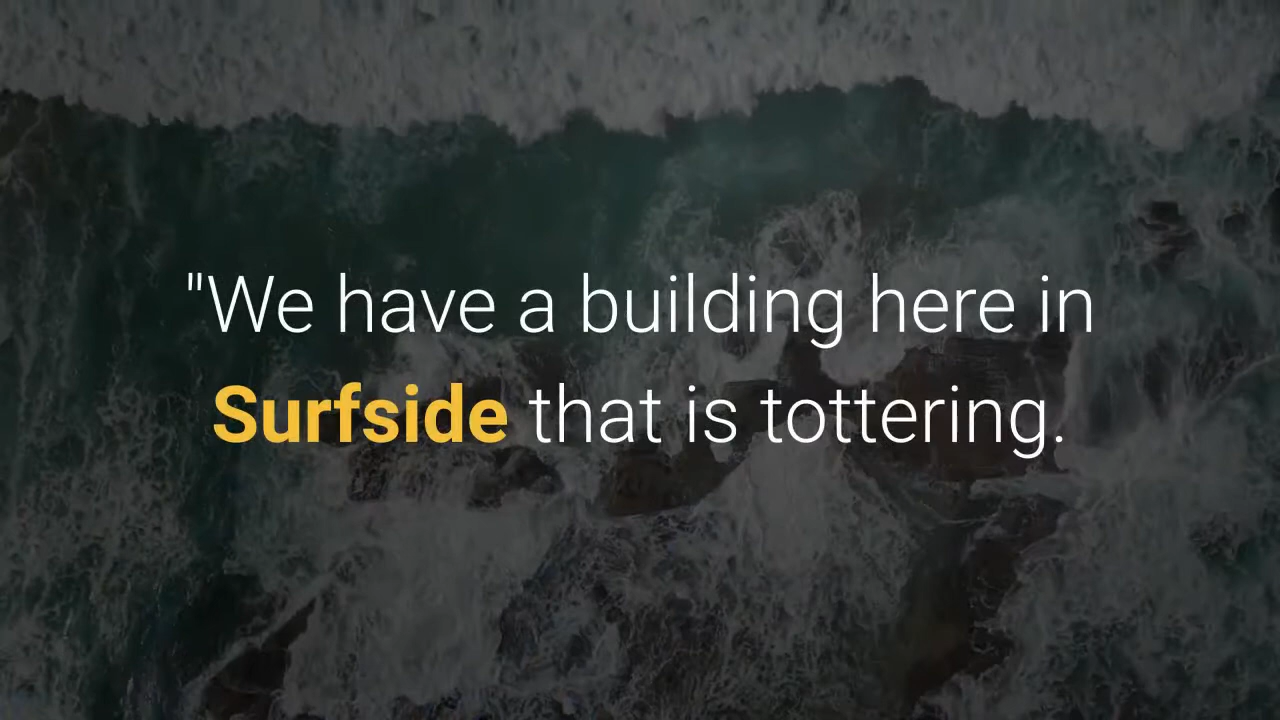 "We have a building here in
Surfside that is tottering.